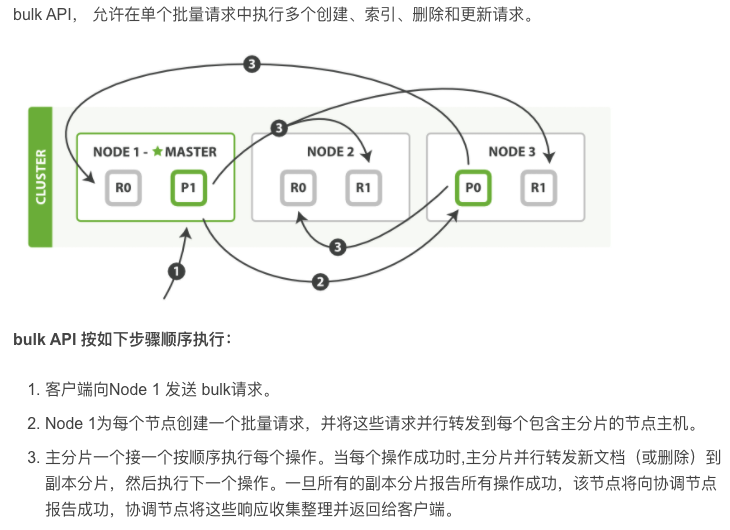 bulk API， 允许在单个批量请求中执行多个创建、索引、删除和更新请求。
3
3
NODE 1 - ★ MASTER
NODE 2
NODE 3
CLUSTER
R0
P1
R0
R1
P0
R1
3
1
2
bulk API 按如下步骤顺序执行：
1. 客户端向Node 1 发送 bulk请求。
2. Node 1为每个节点创建一个批量请求，并将这些请求并行转发到每个包含主分片的节点主机。
3. 主分片一个接一个按顺序执行每个操作。当每个操作成功时,主分片并行转发新文档（或删除）到
副本分片，然后执行下一个操作。一旦所有的副本分片报告所有操作成功，该节点将向协调节点
报告成功，协调节点将这些响应收集整理并返回给客户端。